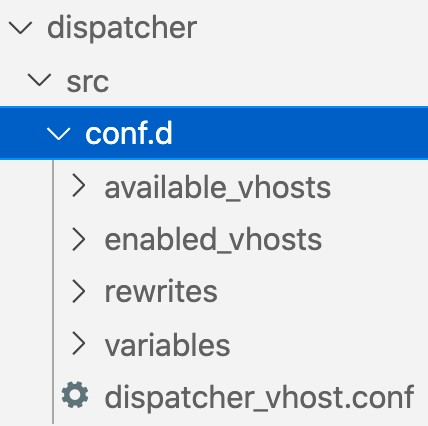 dispatcher
src
conf.d
available_vhosts
enabled_vhosts
rewrites
variables
dispatcher_vhost.conf